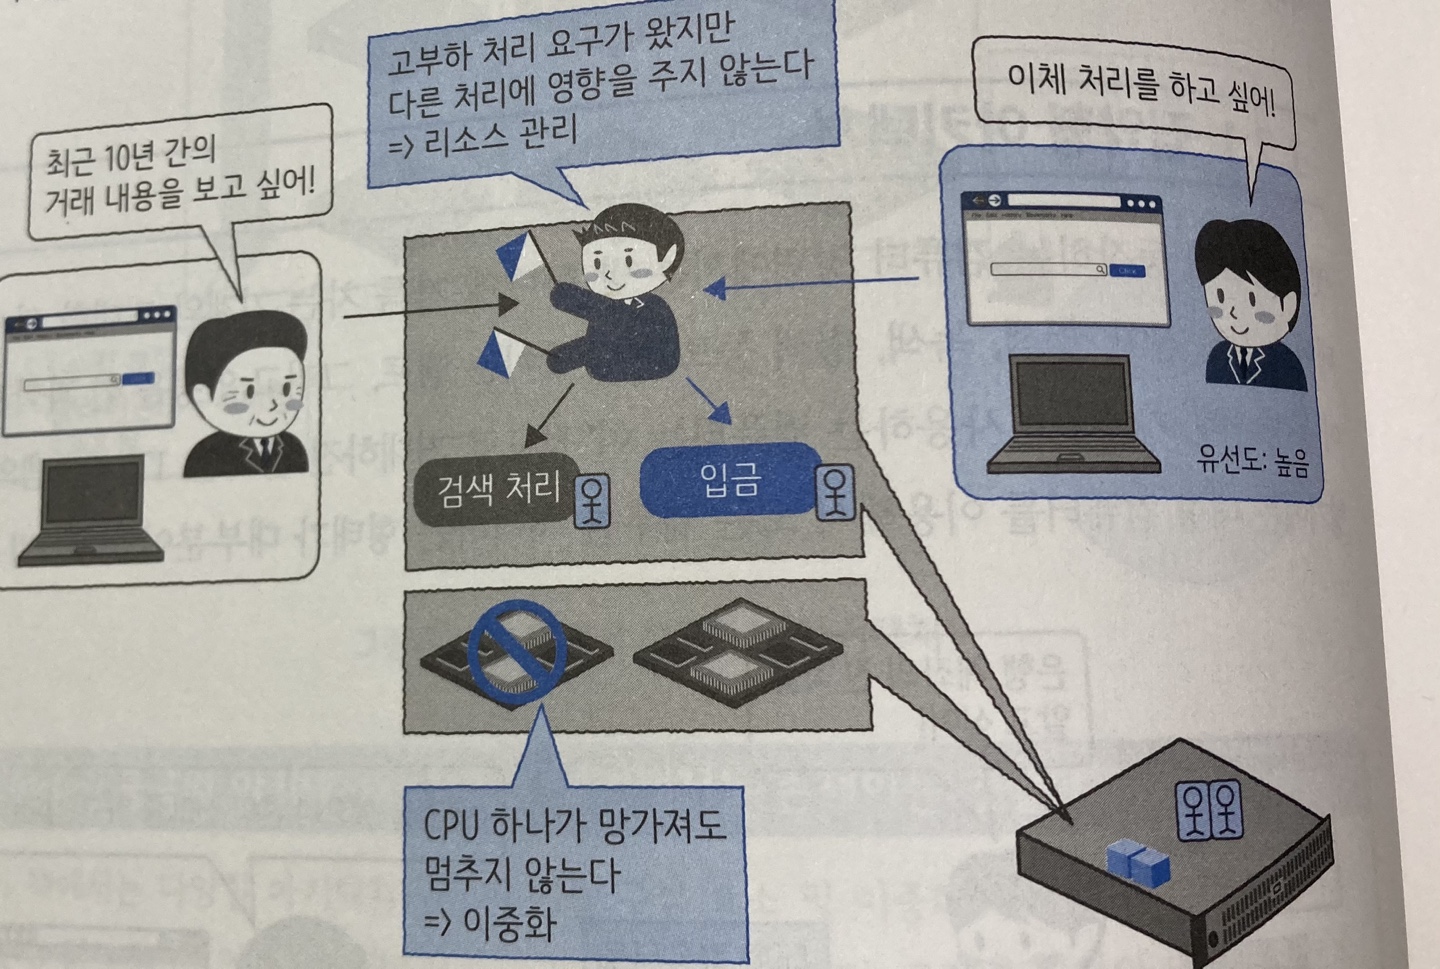 고부하 처리 요구가 왔지만
다른 처리에 영향을 주지 않는다
=> 리소스 관리
이체 처리를 하고 싶어!
최근 10년 간의
거래 내용을 보고 싶어!
검색 처리
입금
유선도: 높음
CPU 하나가 망가져도
멈추지 않는다
=> 이중화